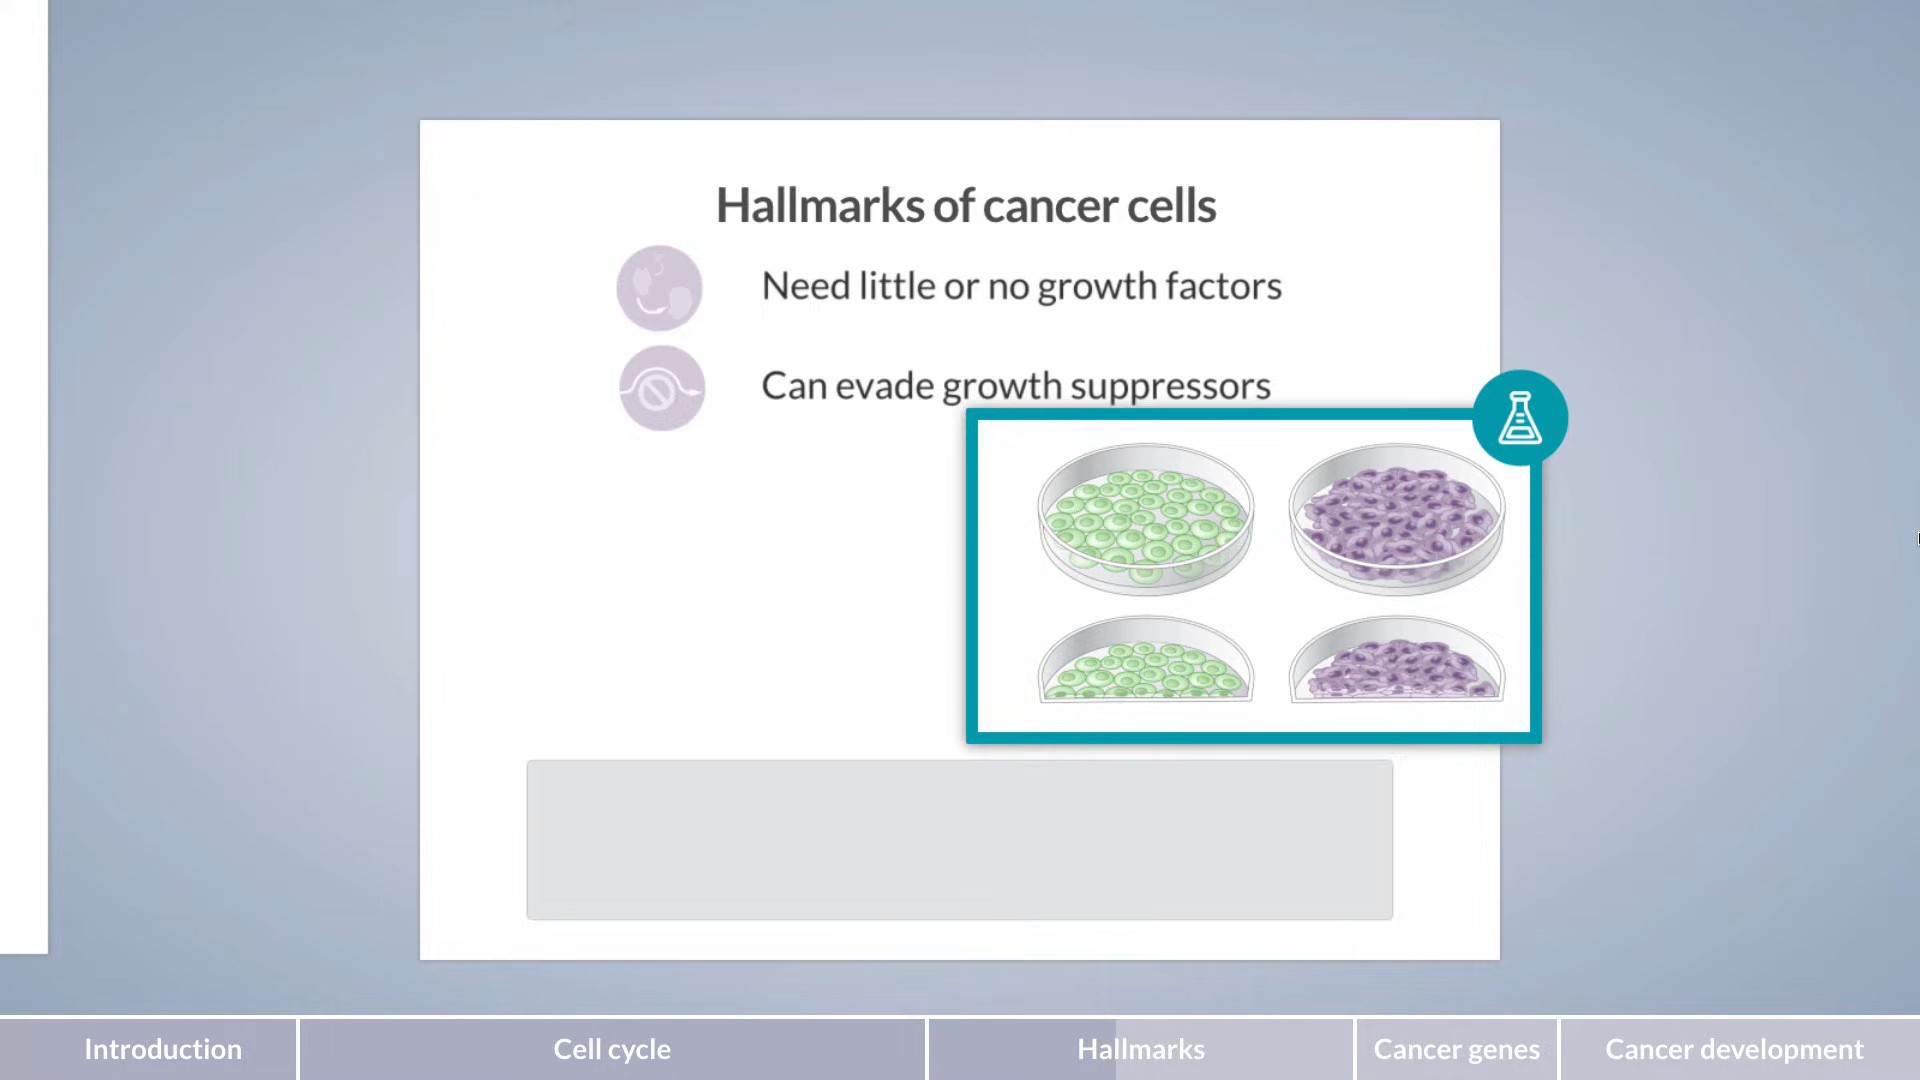 Hallmarks of cancer cells
Need little or no growth factors
Can evade growth suppressors
Introduction
Cell cycle
Hallmarks
Cancer genes
Cancer development